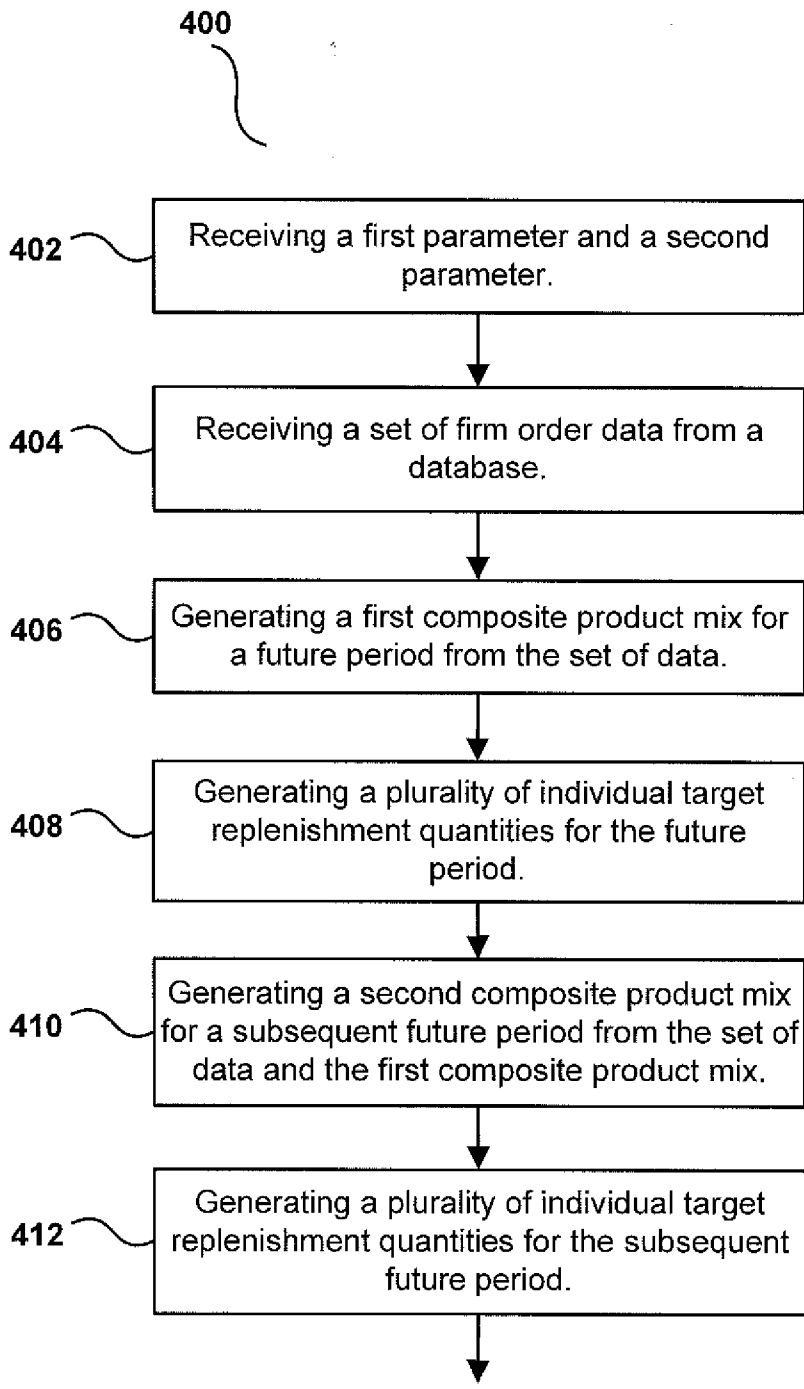 400
402
Receiving a first parameter and a second
parameter.
404
Receiving a set of firm order data from a
database.
406
Generating a first composite product mix for
a future period from the set of data.
408
Generating a plurality of individual target
replenishment quantities for the future
period.
410
Generating a second composite product mix
for a subsequent future period from the set of
data and the first composite product mix.
412
Generating a plurality of individual target
replenishment quantities for the subsequent
future period.